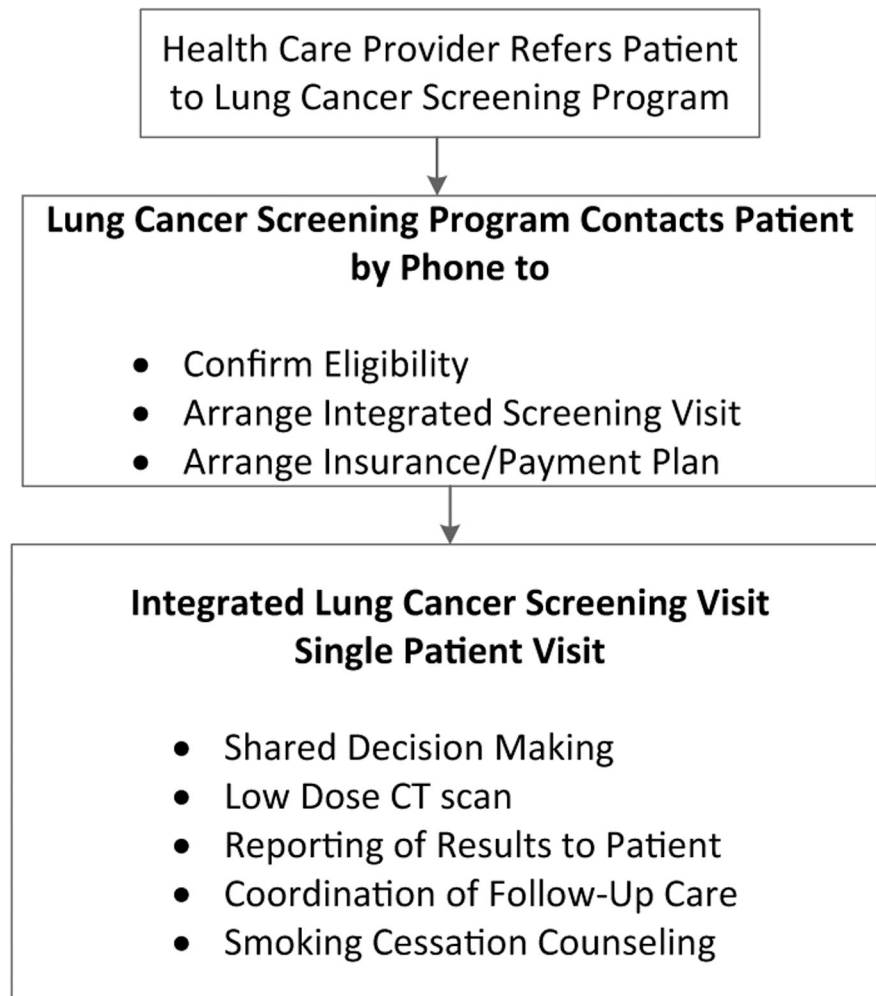 Health Care Provider Refers Patient
to Lung Cancer Screening Program
Lung Cancer Screening Program Contacts Patient
by Phone to
• Confirm Eligibility
• Arrange Integrated Screening Visit
• Arrange Insurance/Payment Plan
Integrated Lung Cancer Screening Visit
Single Patient Visit
• Shared Decision Making
• Low Dose CT scan
• Reporting of Results to Patient
• Coordination of Follow-Up Care
• Smoking Cessation Counseling